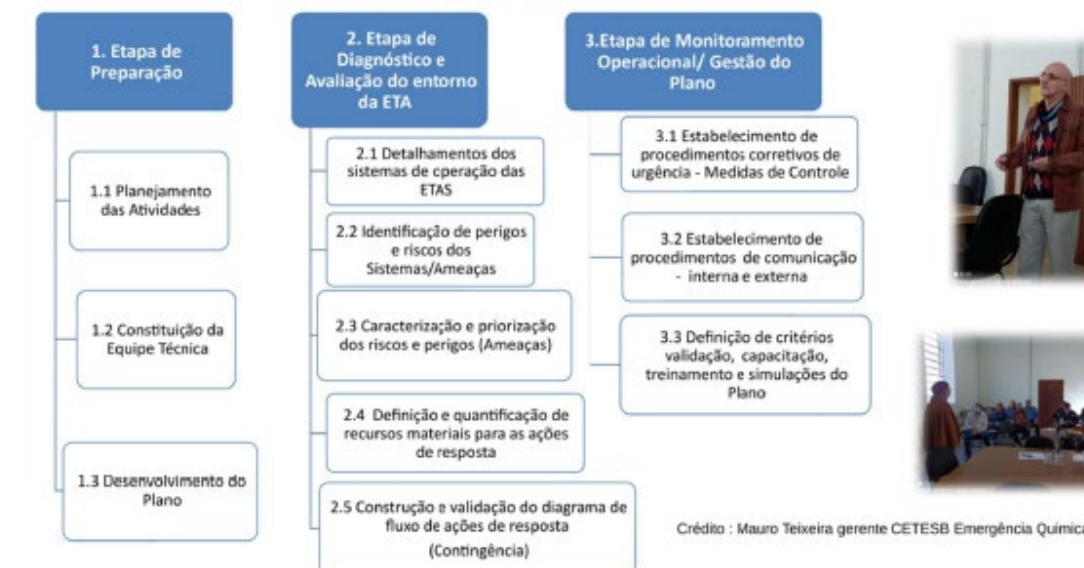 1. Etapa de
Preparação
1.1 Planejamento
das Atividades
1.2 Constituição da
Equipe Técnica
1.3 Desenvolvimento do
Plano
2. Etapa de
Diagnóstico e
Avaliação do entorno
da ETA
2.1 Detalhamentos dos
sistemas de operação das
ETAS
2.2 Identificação de perigos
e riscos dos
Sistemas/Ameaças
2.3 Caracterização e priorização
dos riscos e perigos (Ameaças)
2.4 Definição e quantificação de
recursos materiais para as ações
de resposta
2.5 Construção e validação do diagrama de
fluxo de ações de resposta
(Contingência)
3.Etapa de Monitoramento
Operacional/ Gestão do
Plano
3.1 Estabelecimento de
procedimentos corretivos de
urgência - Medidas de Controle
3.2 Estabelecimento de
procedimentos de comunicação
- interna e externa
3.3 Definição de critérios
validação, capacitação,
treinamento e simulações do
Plano
Crédito : Mauro Teixeira gerente CETESB Emergência Química